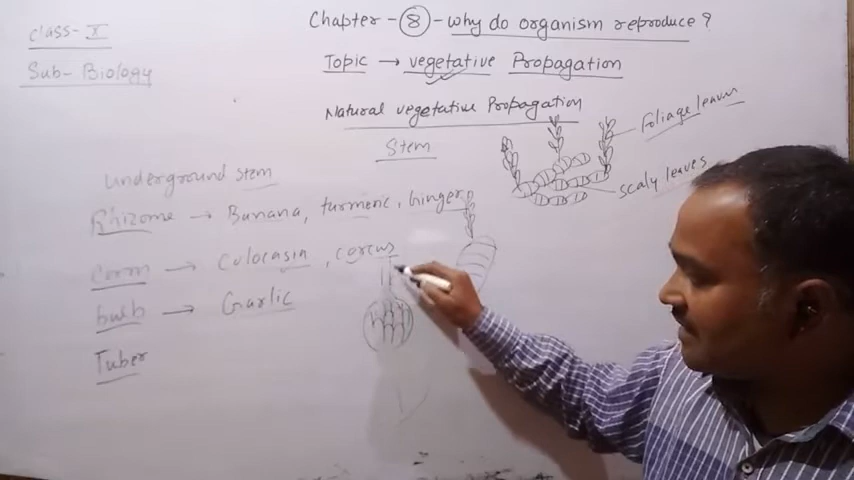 Class - X
Sub- Biology
Chapter - 8 - why do organism reproduce ?
Topic → vegetative Propagation
Natural vegetative Propagation
Stem
Foliage leaves
scaly leaves
underground stem
Rhizome → Banana, turmeric, Ginger
corm → Colocasia, corcus
bulb → Garlic
Tuber